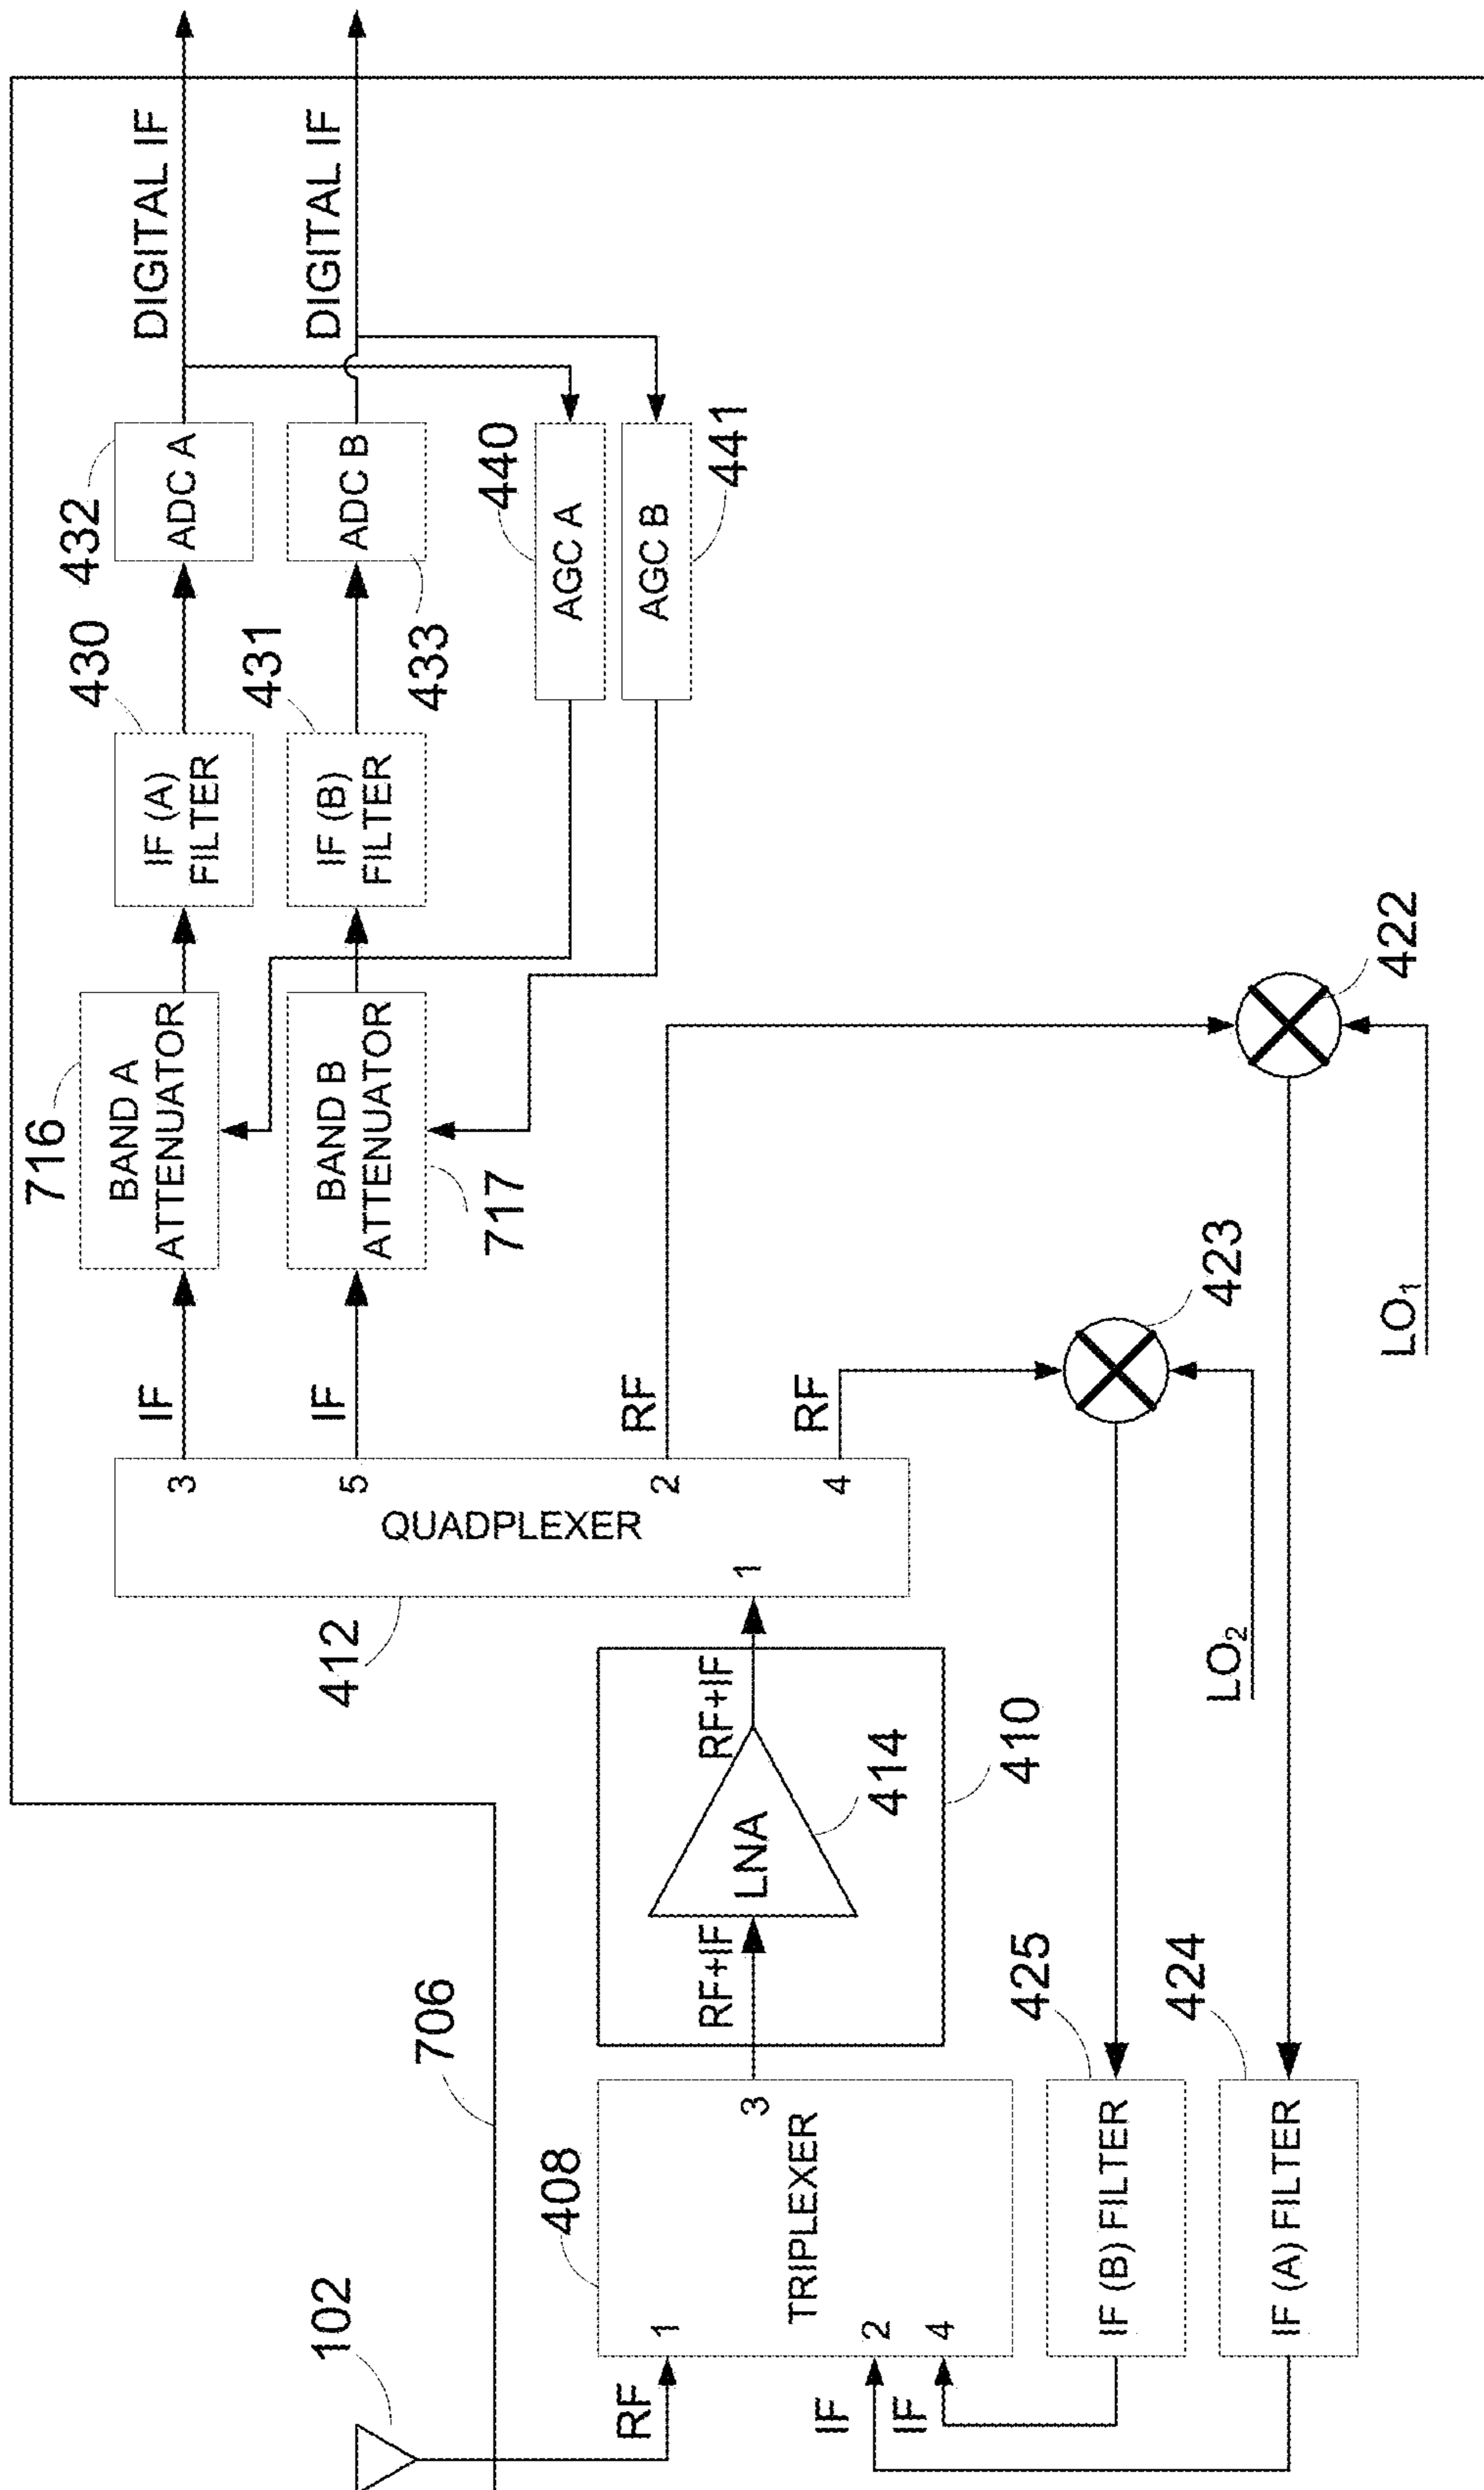 102
706
RF
1
408
TRIPLEXER
3
IF
2
IF
4
425
IF (B) FILTER
424
IF (A) FILTER
RF+IF
LNA
RF+IF
414
410
412
1
QUADPLEXER
3
5
2
4
IF
IF
RF
RF
716
BAND A
ATTENUATOR
BAND B
ATTENUATOR
717
430
IF (A)
FILTER
431
IF (B)
FILTER
432
ADC A
ADC B
433
440
AGC A
AGC B
441
DIGITAL IF
DIGITAL IF
423
LO₂
422
LO₁